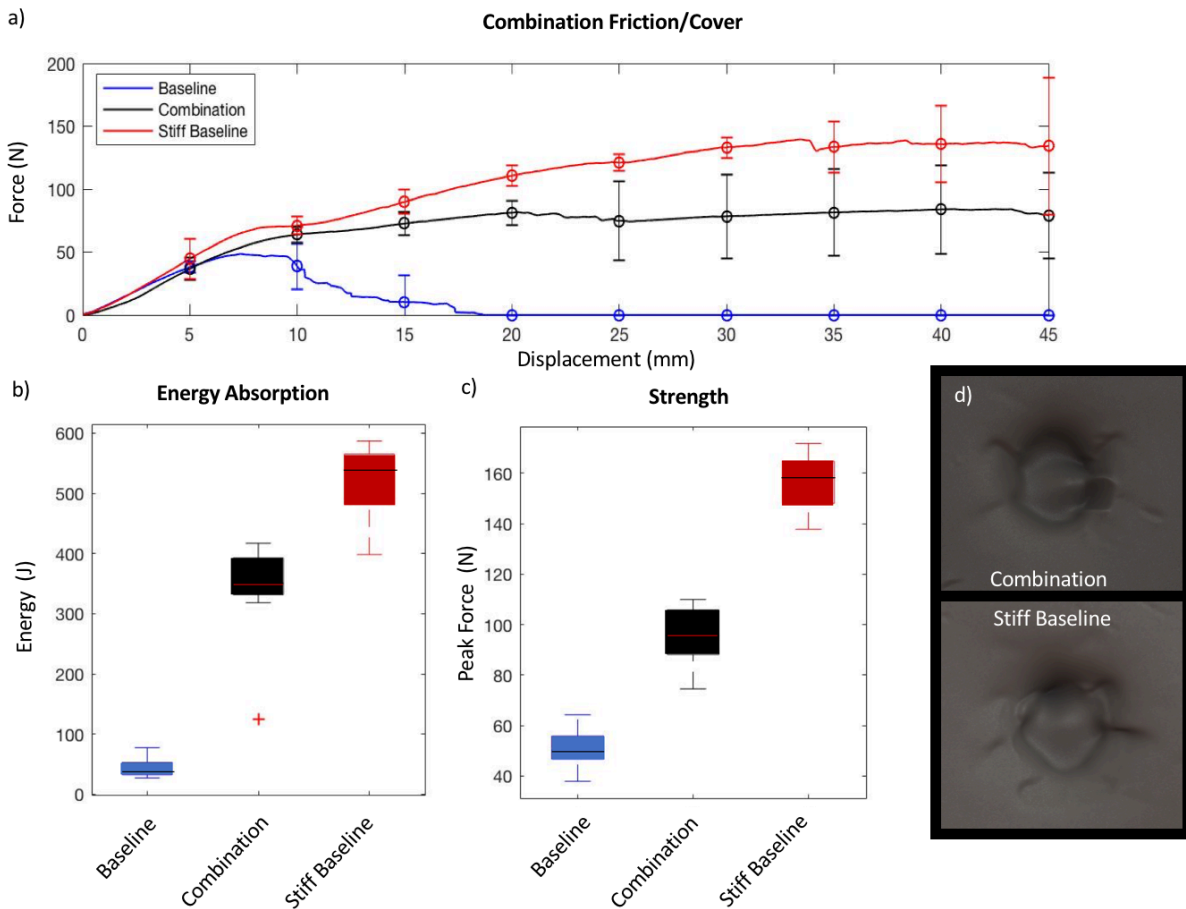 a)
Combination Friction/Cover
200
150
100
50
0
Force (N)
Baseline
Combination
Stiff Baseline
0 5 10 15 20 25 30 35 40 45
Displacement (mm)
b)
Energy Absorption
600
500
400
300
200
100
0
Energy (J)
Baseline
Combination
Stiff Baseline
c)
Strength
160
140
120
100
80
60
40
Peak Force (N)
Baseline
Combination
Stiff Baseline
d)
Combination
Stiff Baseline